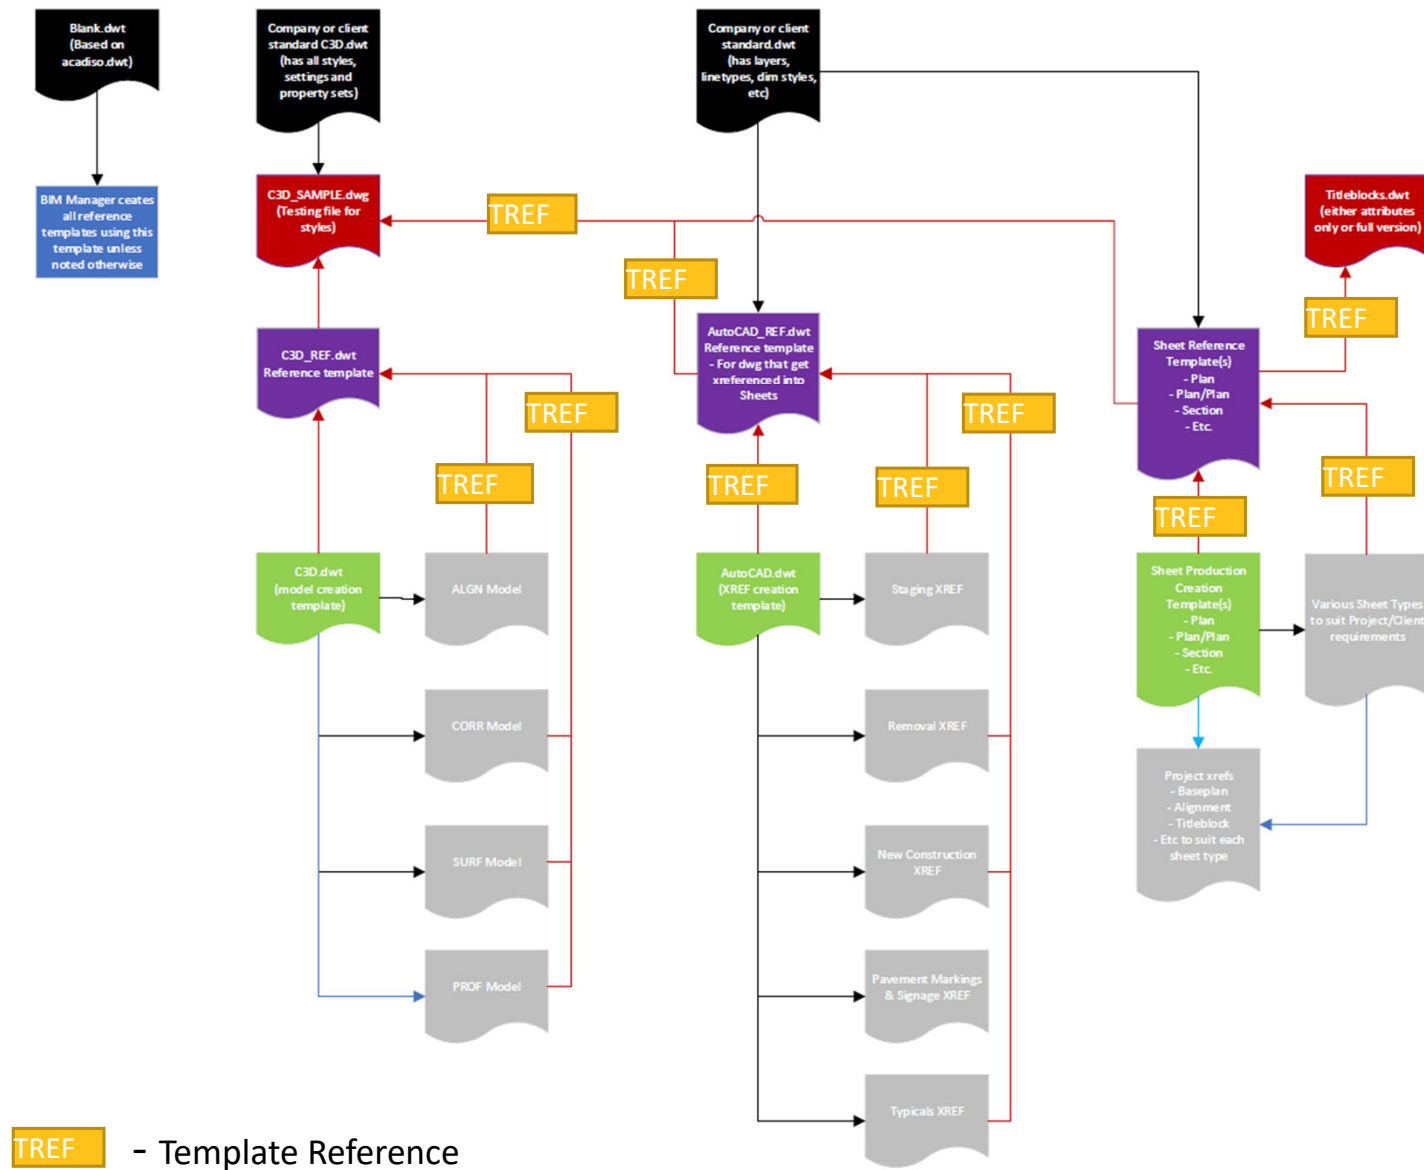 Blank.dwt
(Based on
acadiso.dwt)
Company or client
standard C3D.dwt
(has all styles,
settings and
property sets)
Company or client
standard.dwt
(has layers,
linetypes, dim styles,
etc)
BIM Manager ceates
all reference
templates using this
template unless
noted otherwise
C3D_SAMPLE.dwg
(Testing file for
styles)
TREF
Titleblocks.dwt
(either attributes
only or full version)
TREF
TREF
C3D_REF.dwt
Reference template
AutoCAD_REF.dwt
Reference template
- For dwg that get
xreferenced into
Sheets
Sheet Reference
Template(s)
- Plan
- Plan/Plan
- Section
- Etc.
TREF
TREF
TREF
TREF
TREF
TREF
TREF
C3D.dwt
(model creation
template)
ALGN Model
AutoCAD.dwt
(XREF creation
template)
Staging XREF
Sheet Production
Creation
Template(s)
- Plan
- Plan/Plan
- Section
- Etc.
Various Sheet Types
to suit Project/Client
requirements
CORR Model
Removal XREF
Project xrefs
- Baseplan
- Alignment
- Titleblock
- Etc to suit each
sheet type
SURF Model
New Construction
XREF
PROF Model
Pavement Markings
& Signage XREF
Typicals XREF
TREF - Template Reference